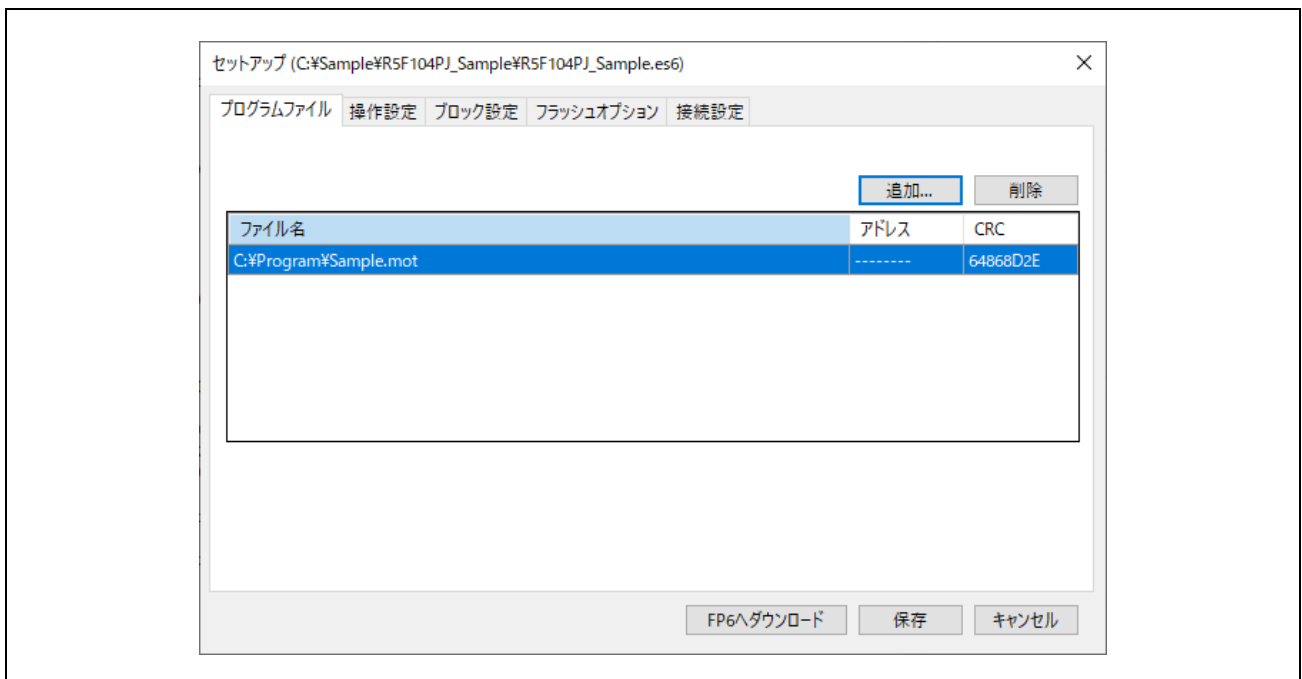 セットアップ (C:¥Sample¥R5F104PJ_Sample¥R5F104PJ_Sample.es6)
プログラムファイル 操作設定 ブロック設定 フラッシュオプション 接続設定
追加... 削除
ファイル名 アドレス CRC
C:¥Program¥Sample.mot -------- 64868D2E
FP6へダウンロード 保存 キャンセル